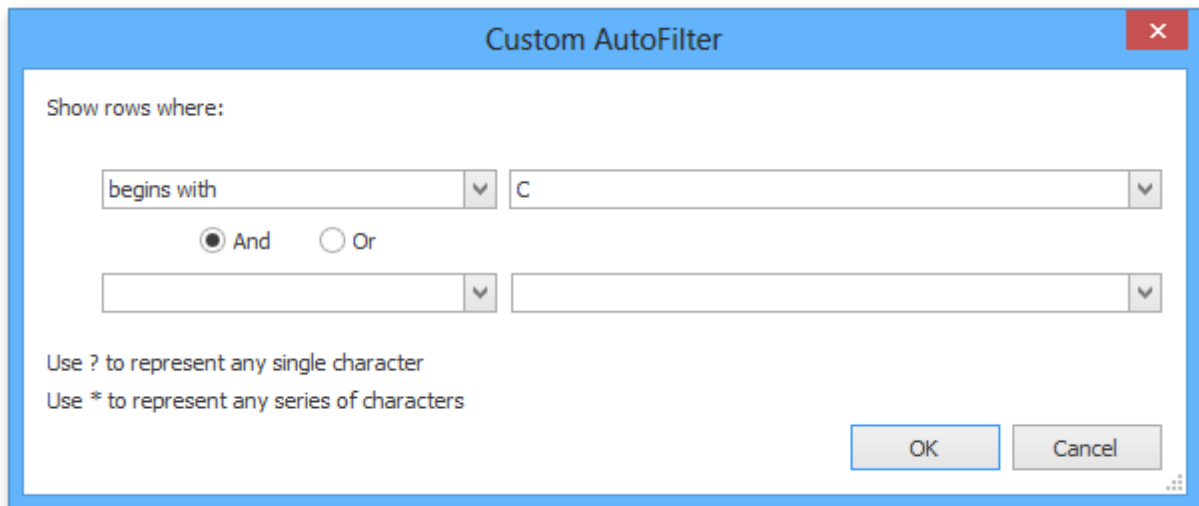 Custom AutoFilter
Show rows where:
begins with C
And Or
Use ? to represent any single character
Use * to represent any series of characters
OK Cancel